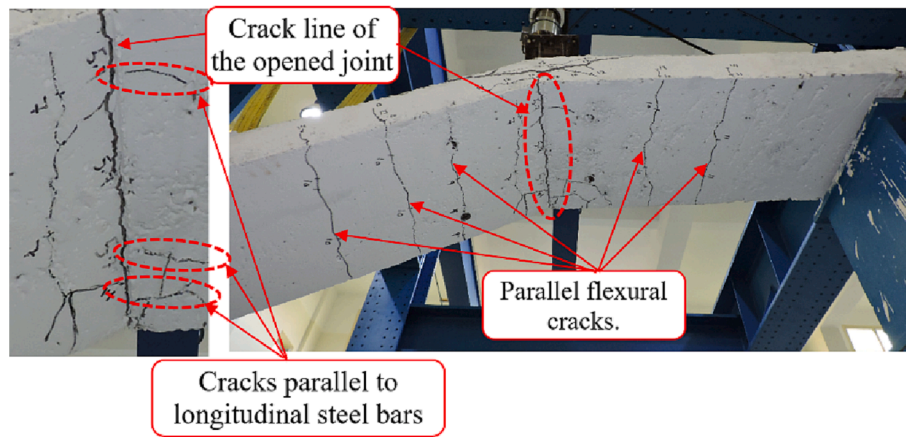 Crack line of
the opened joint
Parallel flexural
cracks.
Cracks parallel to
longitudinal steel bars